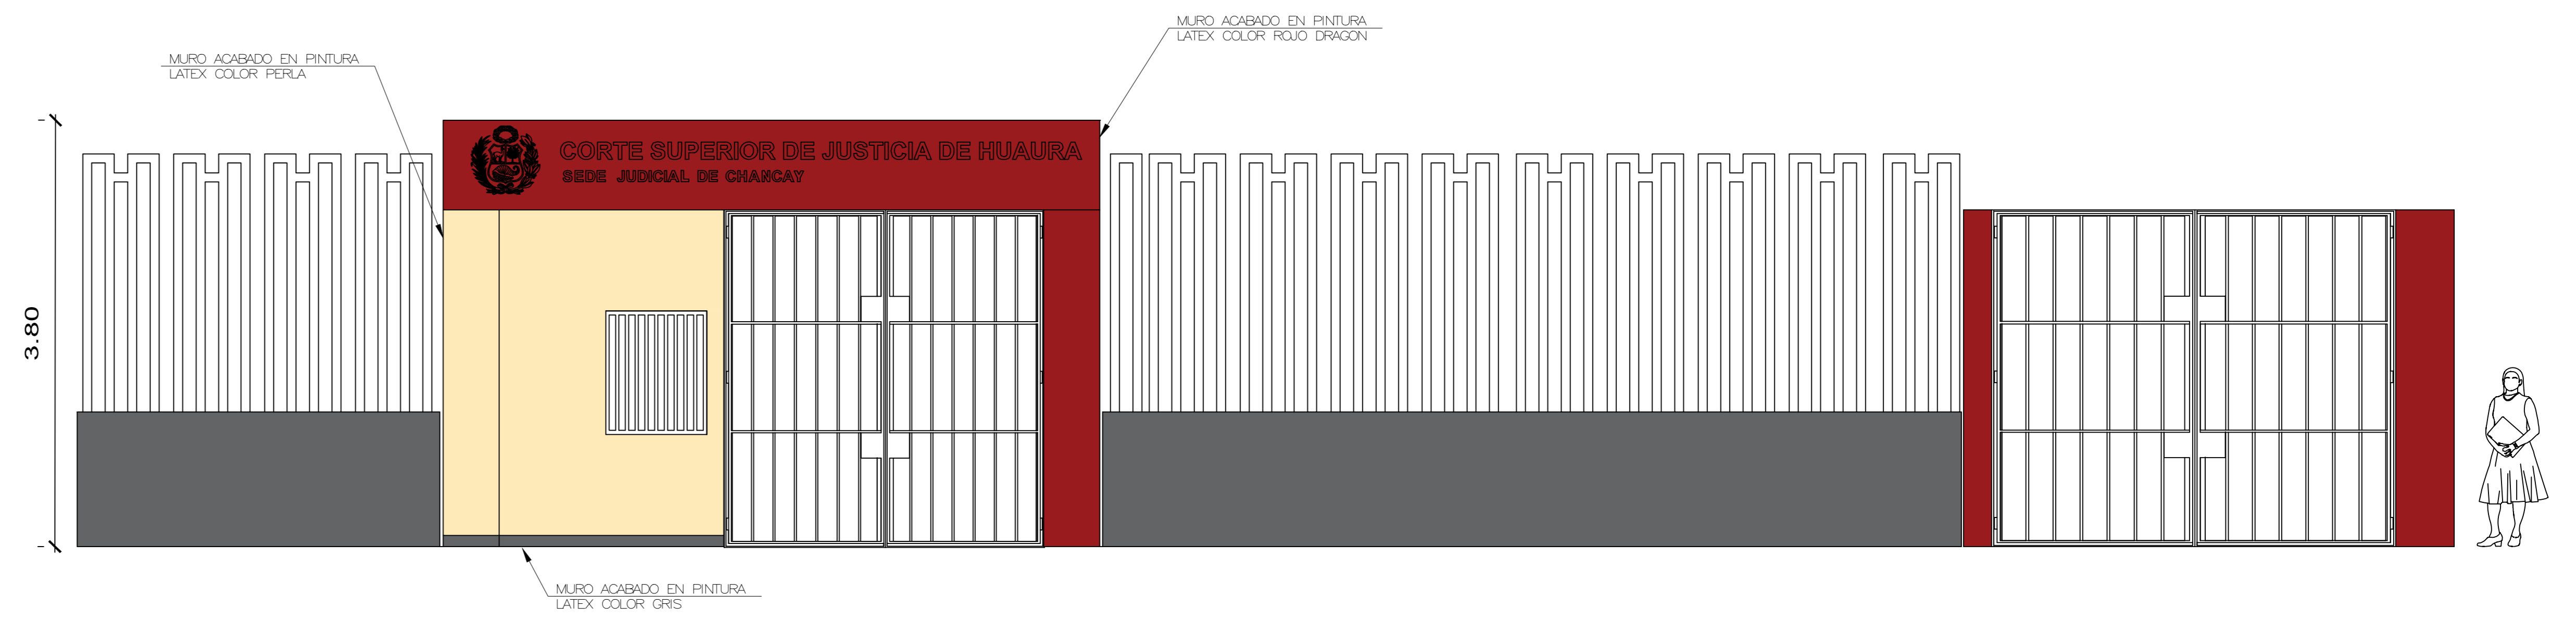 MURO ACABADO EN PINTURA
LATEX COLOR ROJO DRAGON
MURO ACABADO EN PINTURA
LATEX COLOR PERLA
CORTE SUPERIOR DE JUSTICIA DE HUAURA
SEDE JUDICIAL DE CHANCAY
3.80
MURO ACABADO EN PINTURA
LATEX COLOR GRIS